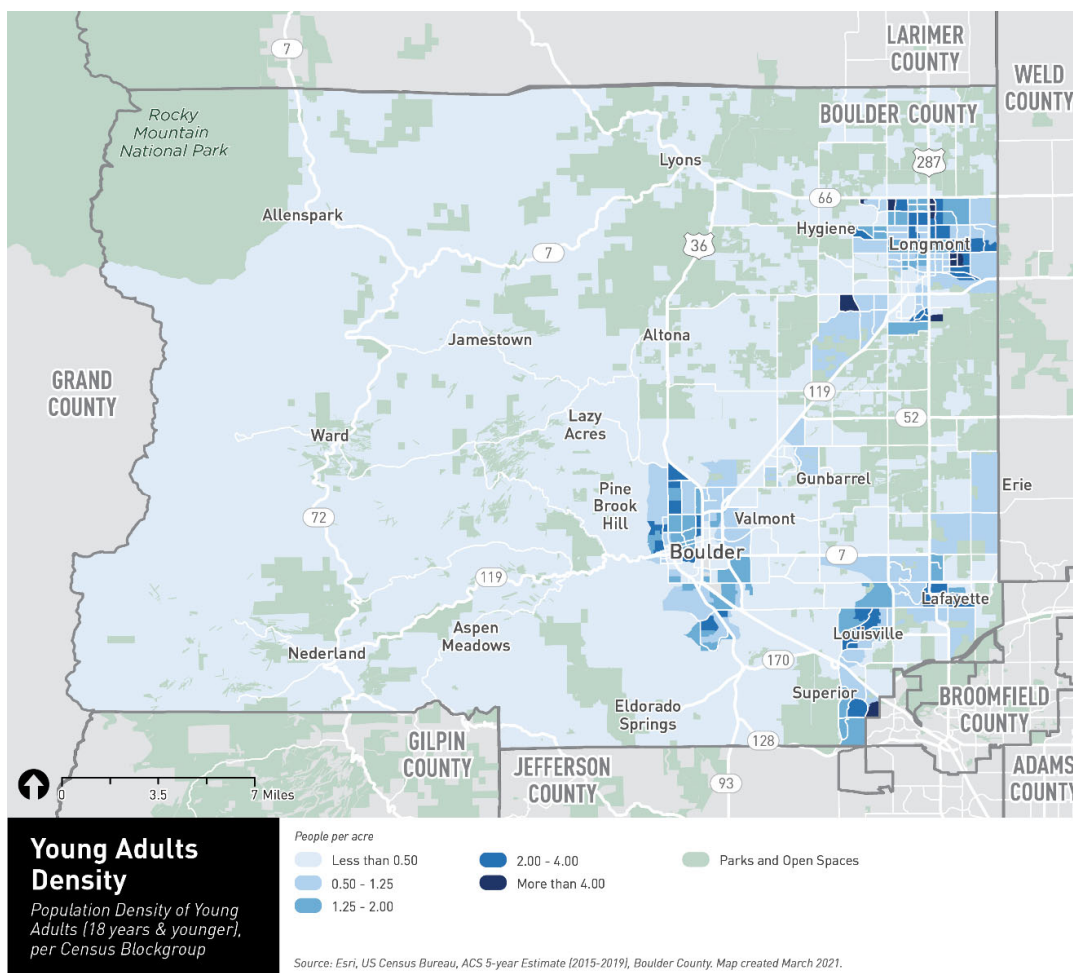 LARIMER
COUNTY
WELD
COUNTY
7
Rocky
Mountain
National Park
BOULDER COUNTY
287
Lyons
66
Allenspark
Hygiene
Longmont
7
36
Jamestown
Altona
GRAND
COUNTY
119
52
Lazy
Acres
Ward
Gunbarrel
Erie
Pine
Brook
Hill
72
Valmont
Boulder
7
119
Lafayette
Aspen
Meadows
Louisville
Nederland
170
Superior
BROOMFIELD
COUNTY
Eldorado
Springs
GILPIN
COUNTY
128
JEFFERSON
COUNTY
ADAMS
COUNTY
93
0 3.5 7 Miles
Young Adults
Density
Population Density of Young
Adults (18 years & younger),
per Census Blockgroup
People per acre
Less than 0.50
0.50 - 1.25
1.25 - 2.00
2.00 - 4.00
More than 4.00
Parks and Open Spaces
Source: Esri, US Census Bureau, ACS 5-year Estimate (2015-2019), Boulder County. Map created March 2021.